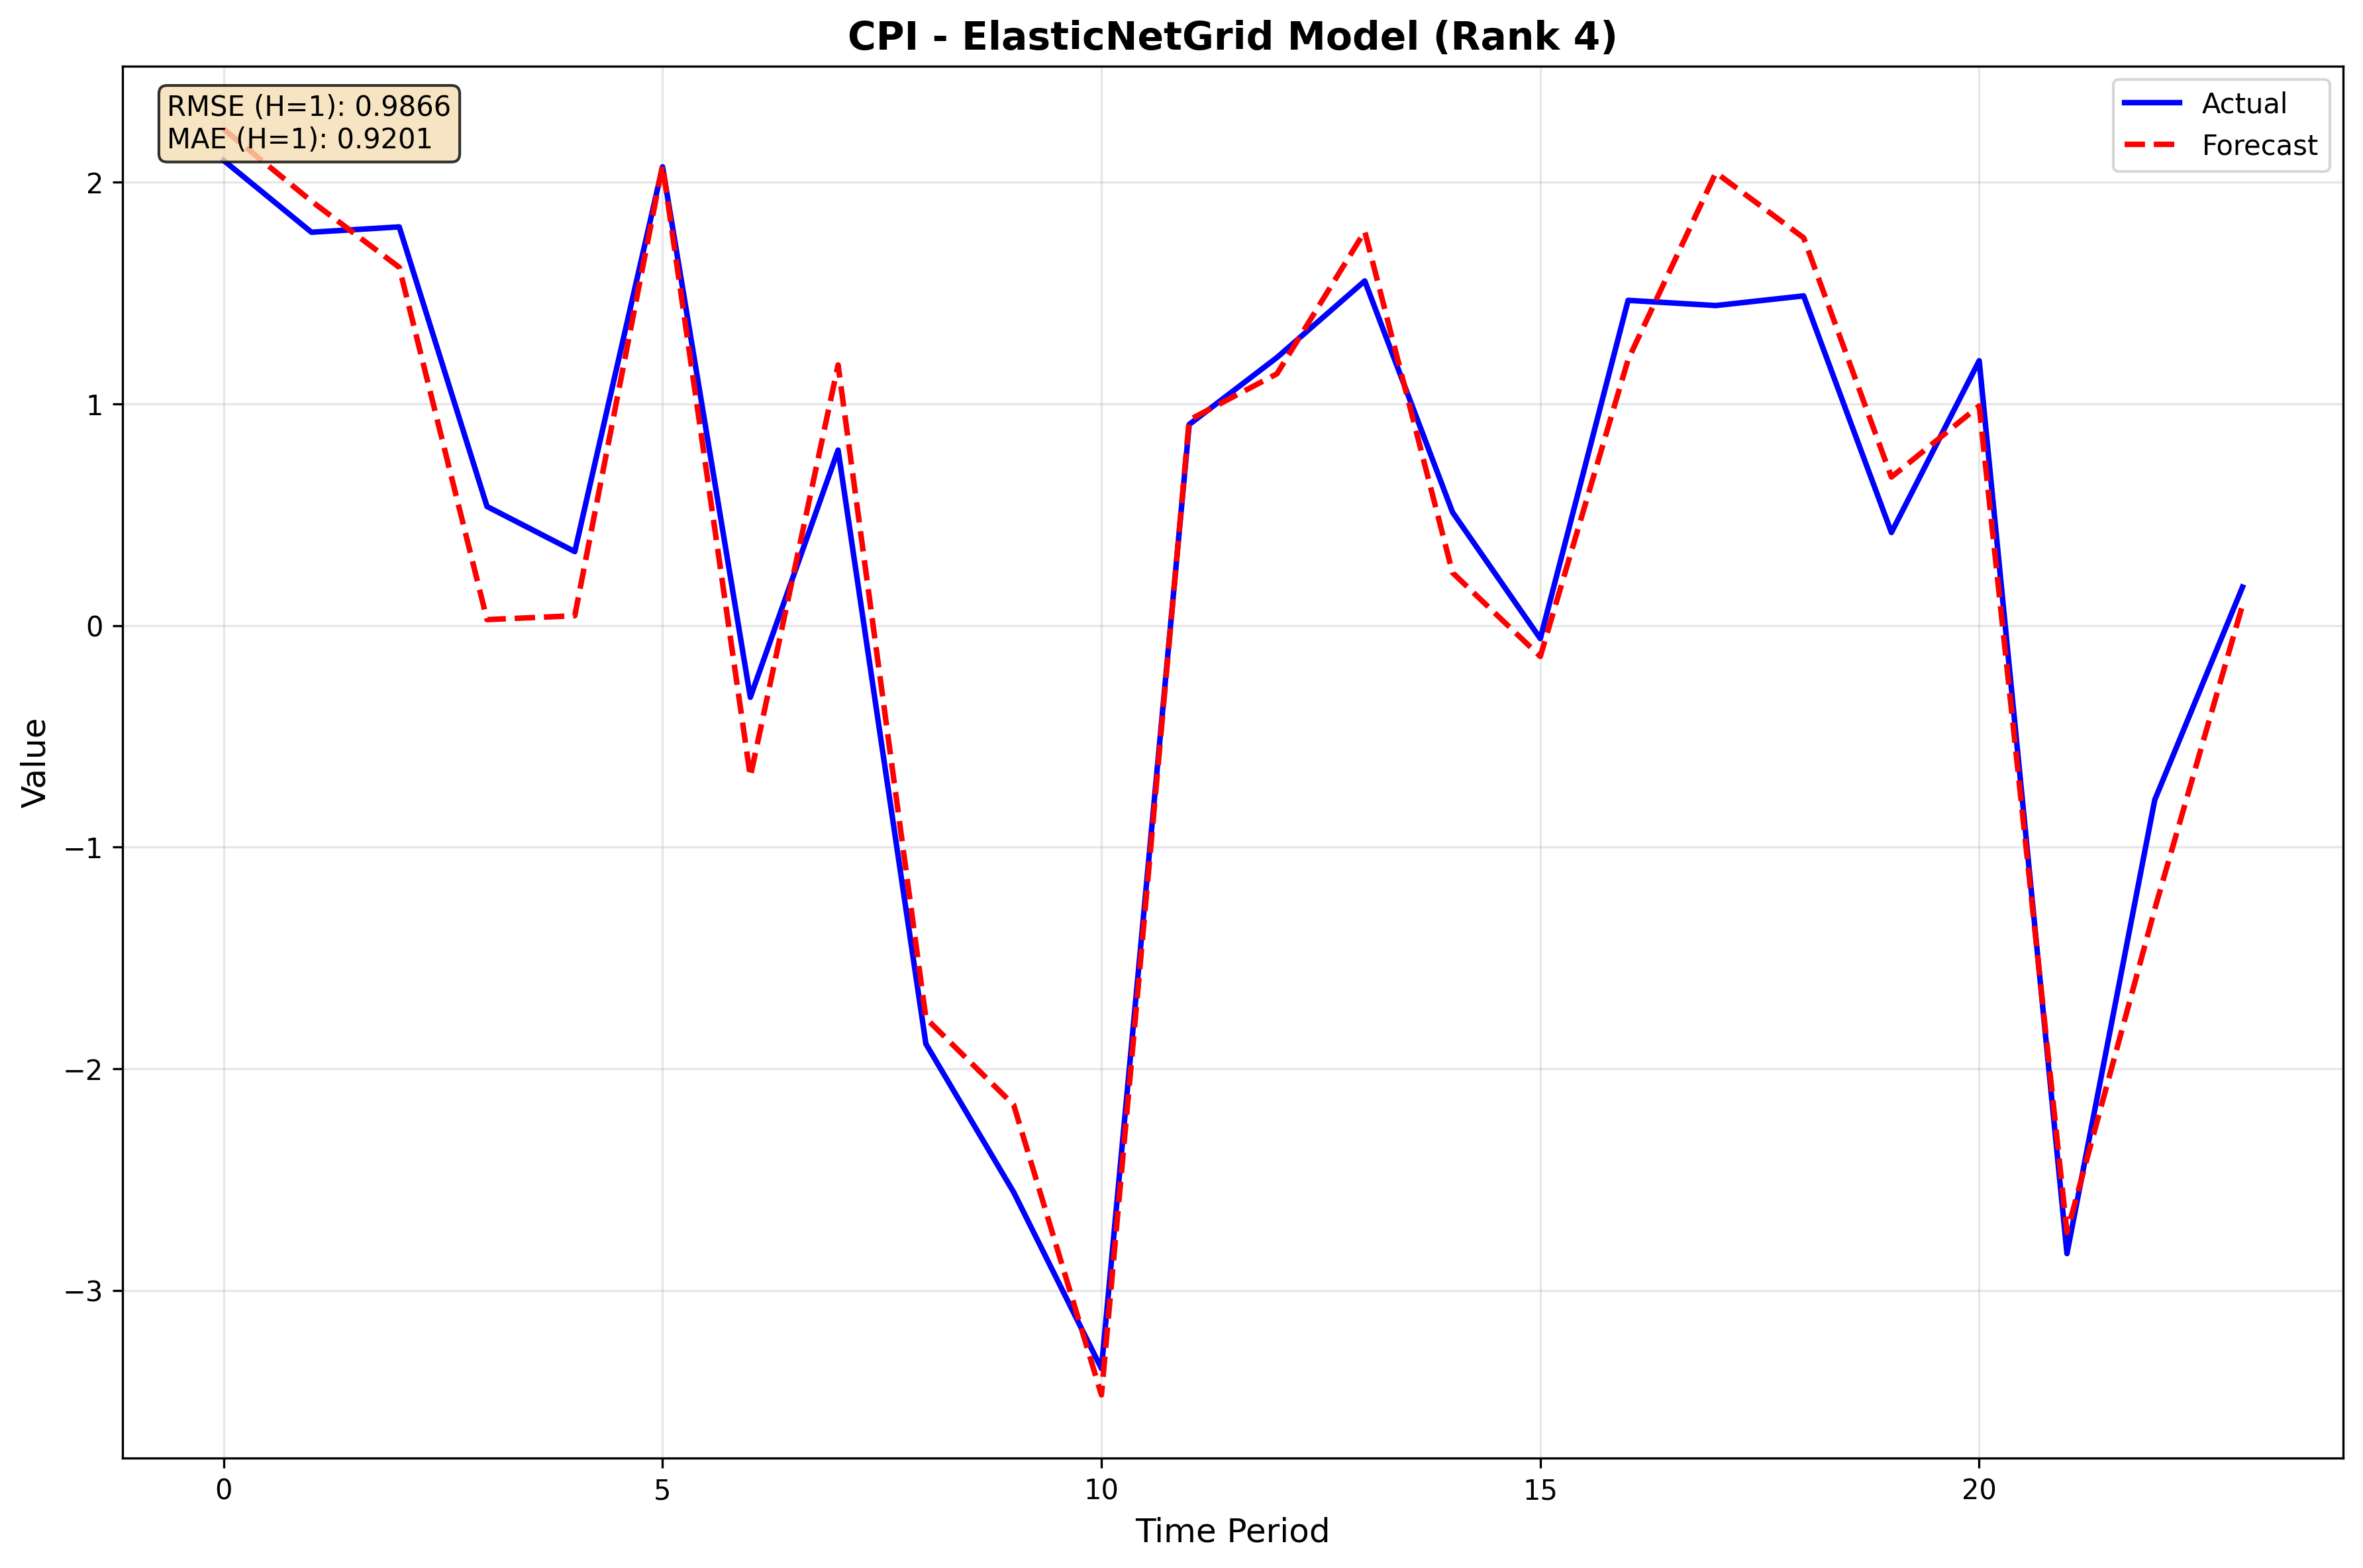 CPI - ElasticNetGrid Model (Rank 4)
RMSE (H=1): 0.9866
MAE (H=1): 0.9201
Actual
Forecast
2
1
0
−1
−2
−3
Value
0 5 10 15 20
Time Period